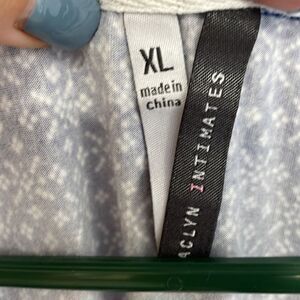 XL
made in
China
ACLYN INTIMATES